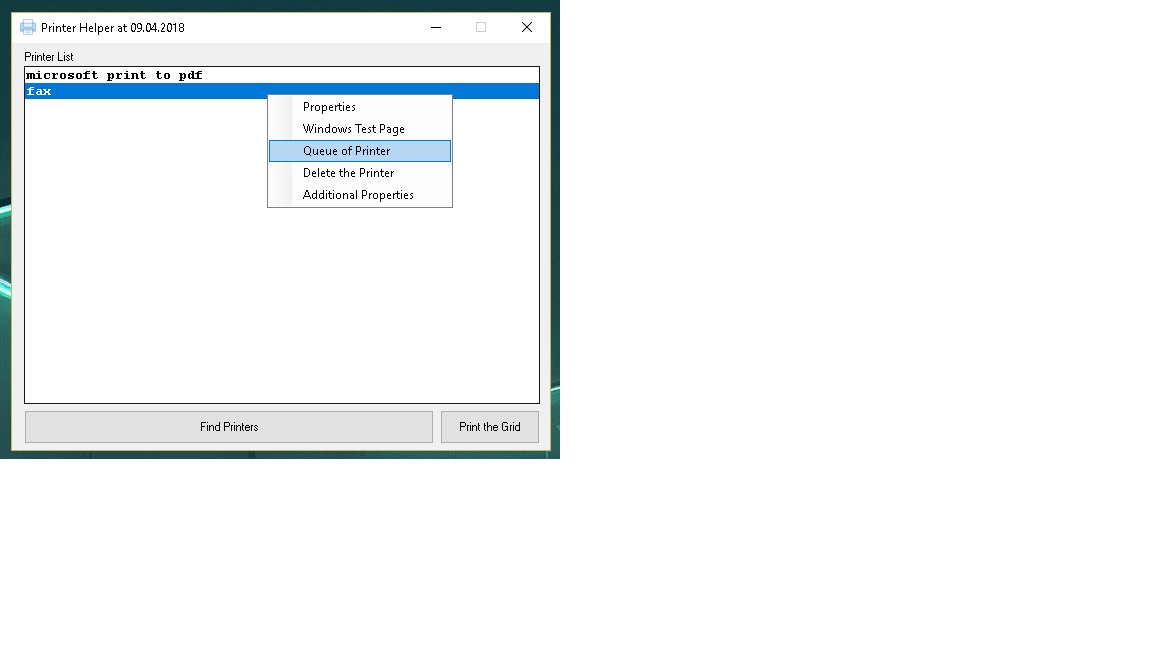 Printer Helper at 09.04.2018
Printer List
microsoft print to pdf
fax
Properties
Windows Test Page
Queue of Printer
Delete the Printer
Additional Properties
Find Printers
Print the Grid